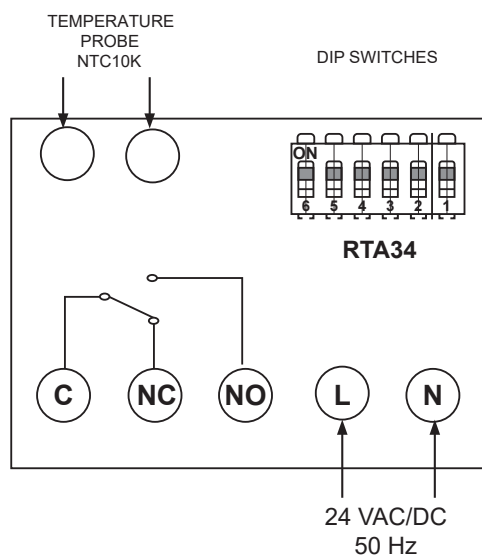 TEMPERATURE
PROBE
NTC10K
DIP SWITCHES
ON
6 5 4 3 2 1
RTA34
C NC NO L N
24 VAC/DC
50 Hz